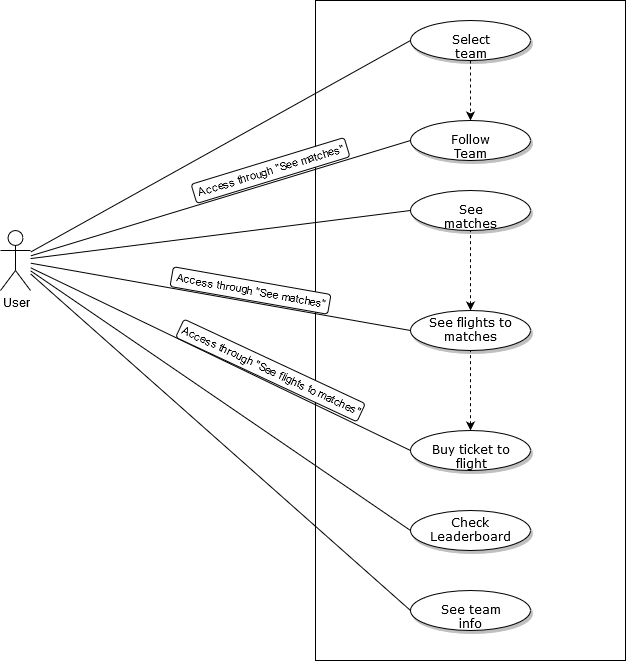 Select
team
Access through "See matches"
Follow
Team
See
matches
User
Access through "See matches"
See flights to
matches
Access through "See flights to matches"
Buy ticket to
flight
Check
Leaderboard
See team
info